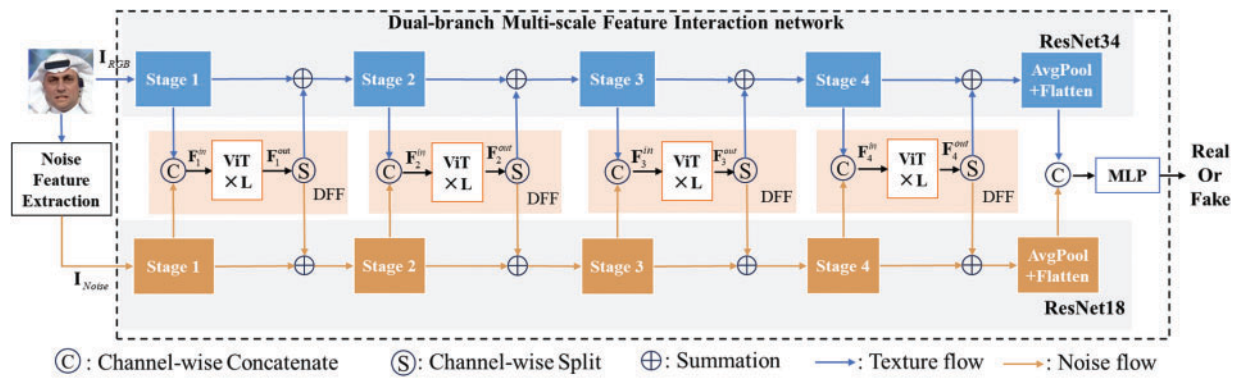 Dual-branch Multi-scale Feature Interaction network
I_RGB
ResNet34
Stage 1
Stage 2
Stage 3
Stage 4
AvgPool
+Flatten
Noise
Feature
Extraction
C
F_1^{in}
ViT
× L
F_1^{out}
S
DFF
C
F_2^{in}
ViT
× L
F_2^{out}
S
DFF
C
F_3^{in}
ViT
× L
F_3^{out}
S
DFF
C
F_4^{in}
ViT
× L
F_4^{out}
S
DFF
C
MLP
Real
Or
Fake
I_Noise
Stage 1
Stage 2
Stage 3
Stage 4
AvgPool
+Flatten
ResNet18
C : Channel-wise Concatenate S : Channel-wise Split ⊕ : Summation → : Texture flow → : Noise flow